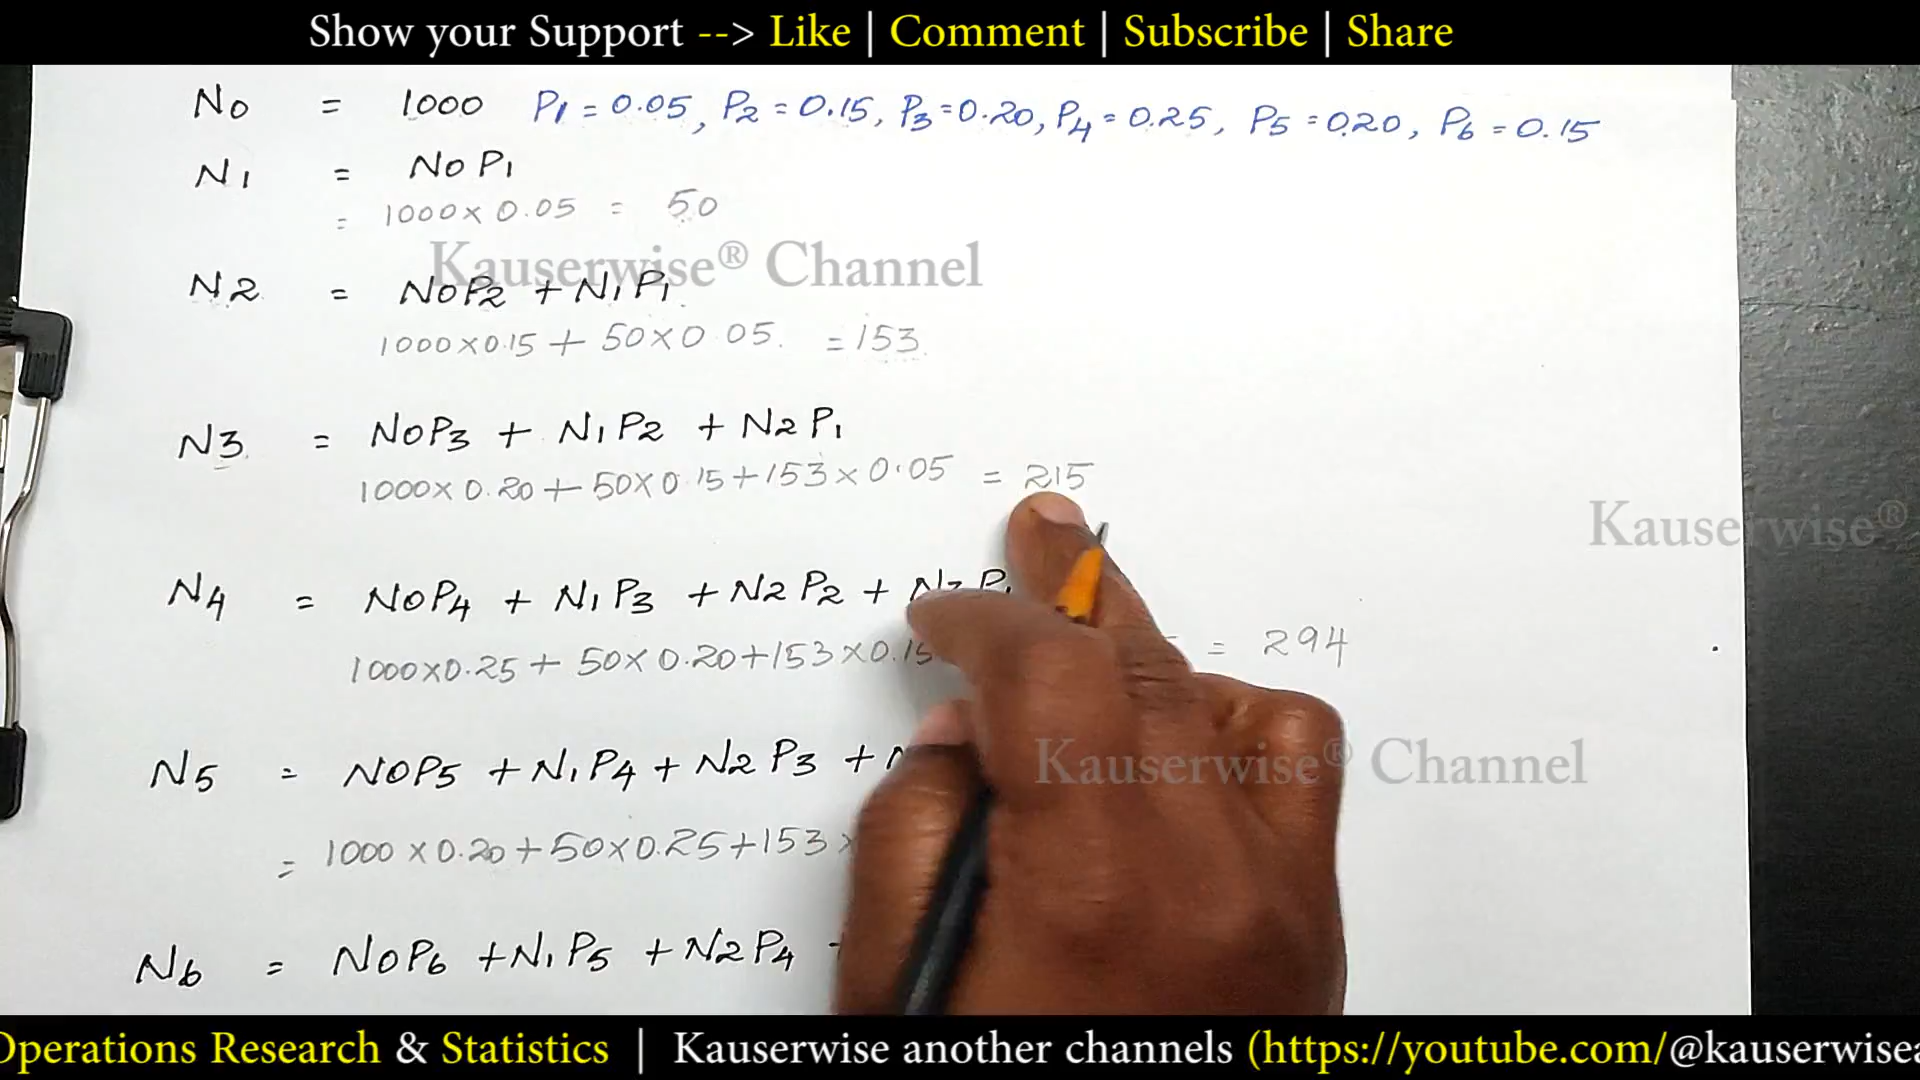 Show your Support --> Like | Comment | Subscribe | Share
N0 = 1000 P1 = 0.05, P2 = 0.15, P3 = 0.20, P4 = 0.25, P5 = 0.20, P6 = 0.15
N1 = N0 P1
= 1000 × 0.05 = 50
Kauserwise® Channel
N2 = N0P2 + N1P1
1000 × 0.15 + 50 × 0.05 = 153
N3 = N0P3 + N1P2 + N2P1
1000 × 0.20 + 50 × 0.15 + 153 × 0.05 = 215
Kauserwise®
N4 = N0P4 + N1P3 + N2P2 +
1000 × 0.25 + 50 × 0.20 + 153 × 0.15 = 294
N5 = N0P5 + N1P4 + N2P3 +
Kauserwise® Channel
= 1000 × 0.20 + 50 × 0.25 + 153 ×
N6 = N0P6 + N1P5 + N2P4
Operations Research & Statistics | Kauserwise another channels (https://youtube.com/@kauserwisea